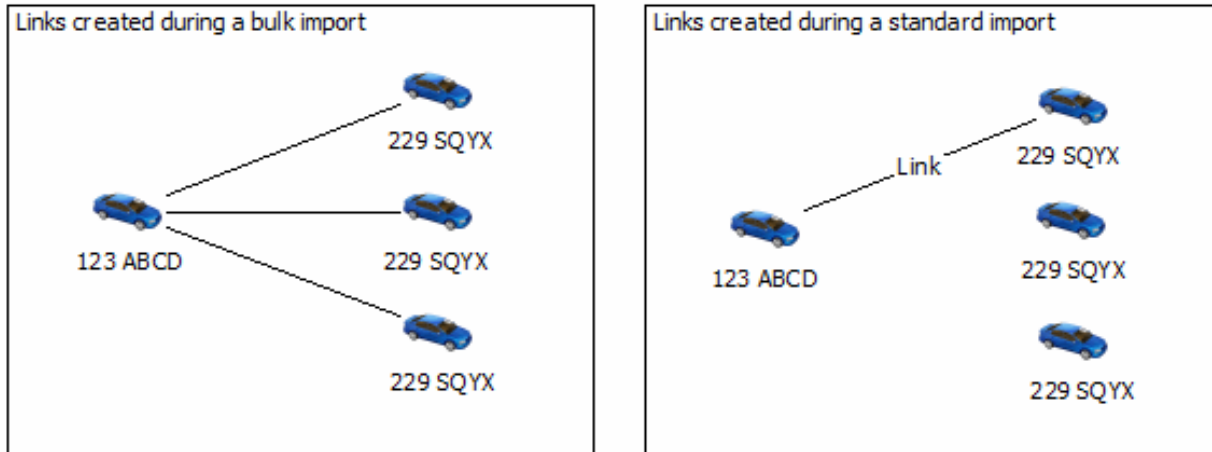 Links created during a bulk import
229 SQYX
123 ABCD
229 SQYX
229 SQYX
Links created during a standard import
229 SQYX
Link
123 ABCD
229 SQYX
229 SQYX